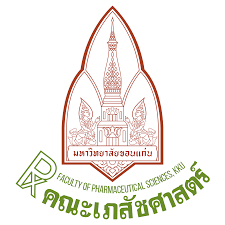 มหาวิทยาลัยขอนแก่น
FACULTY OF PHARMACEUTICAL SCIENCES, KKU
Rx คณะเภสัชศาสตร์